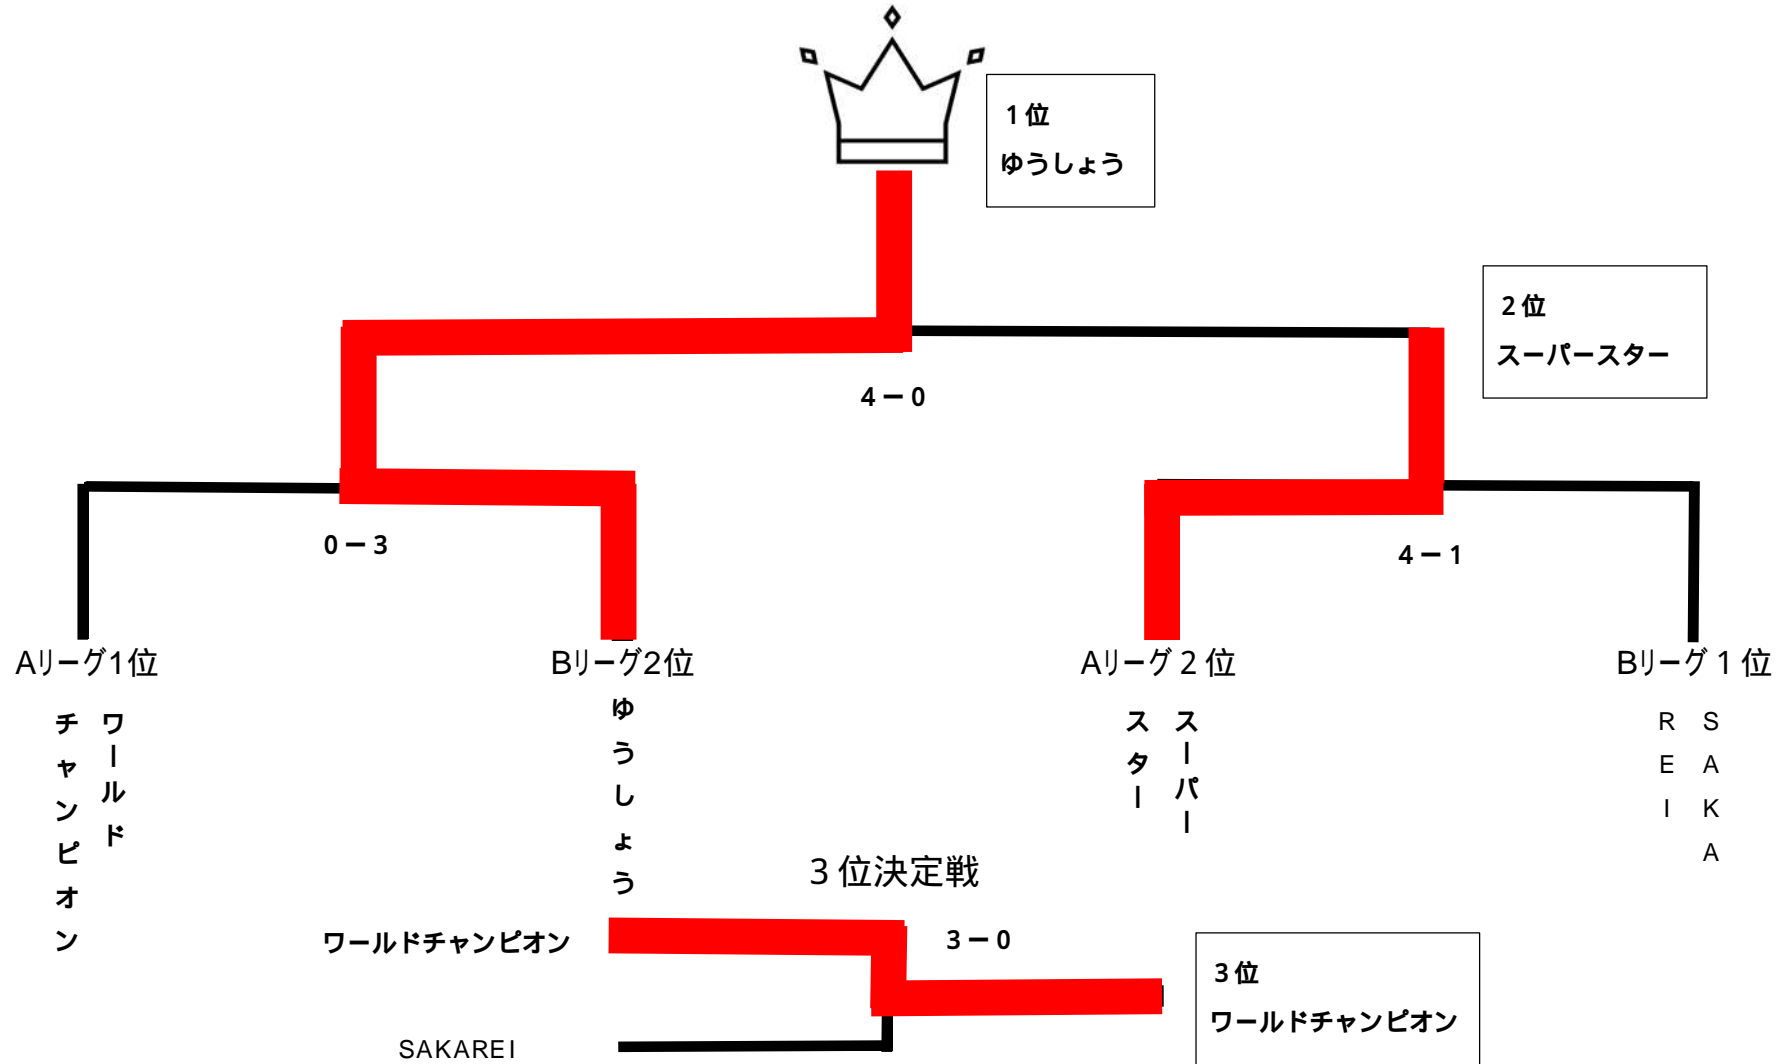 1位
ゆうしょう
2位
スーパースター
4ー0
0ー3
4ー1
Aリーグ1位
Bリーグ2位
Aリーグ2位
Bリーグ1位
ワールド
チャンピオン
ゆうしょう
スーパー
スター
SAKA
REI
3位決定戦
ワールドチャンピオン
3ー0
3位
ワールドチャンピオン
SAKAREI